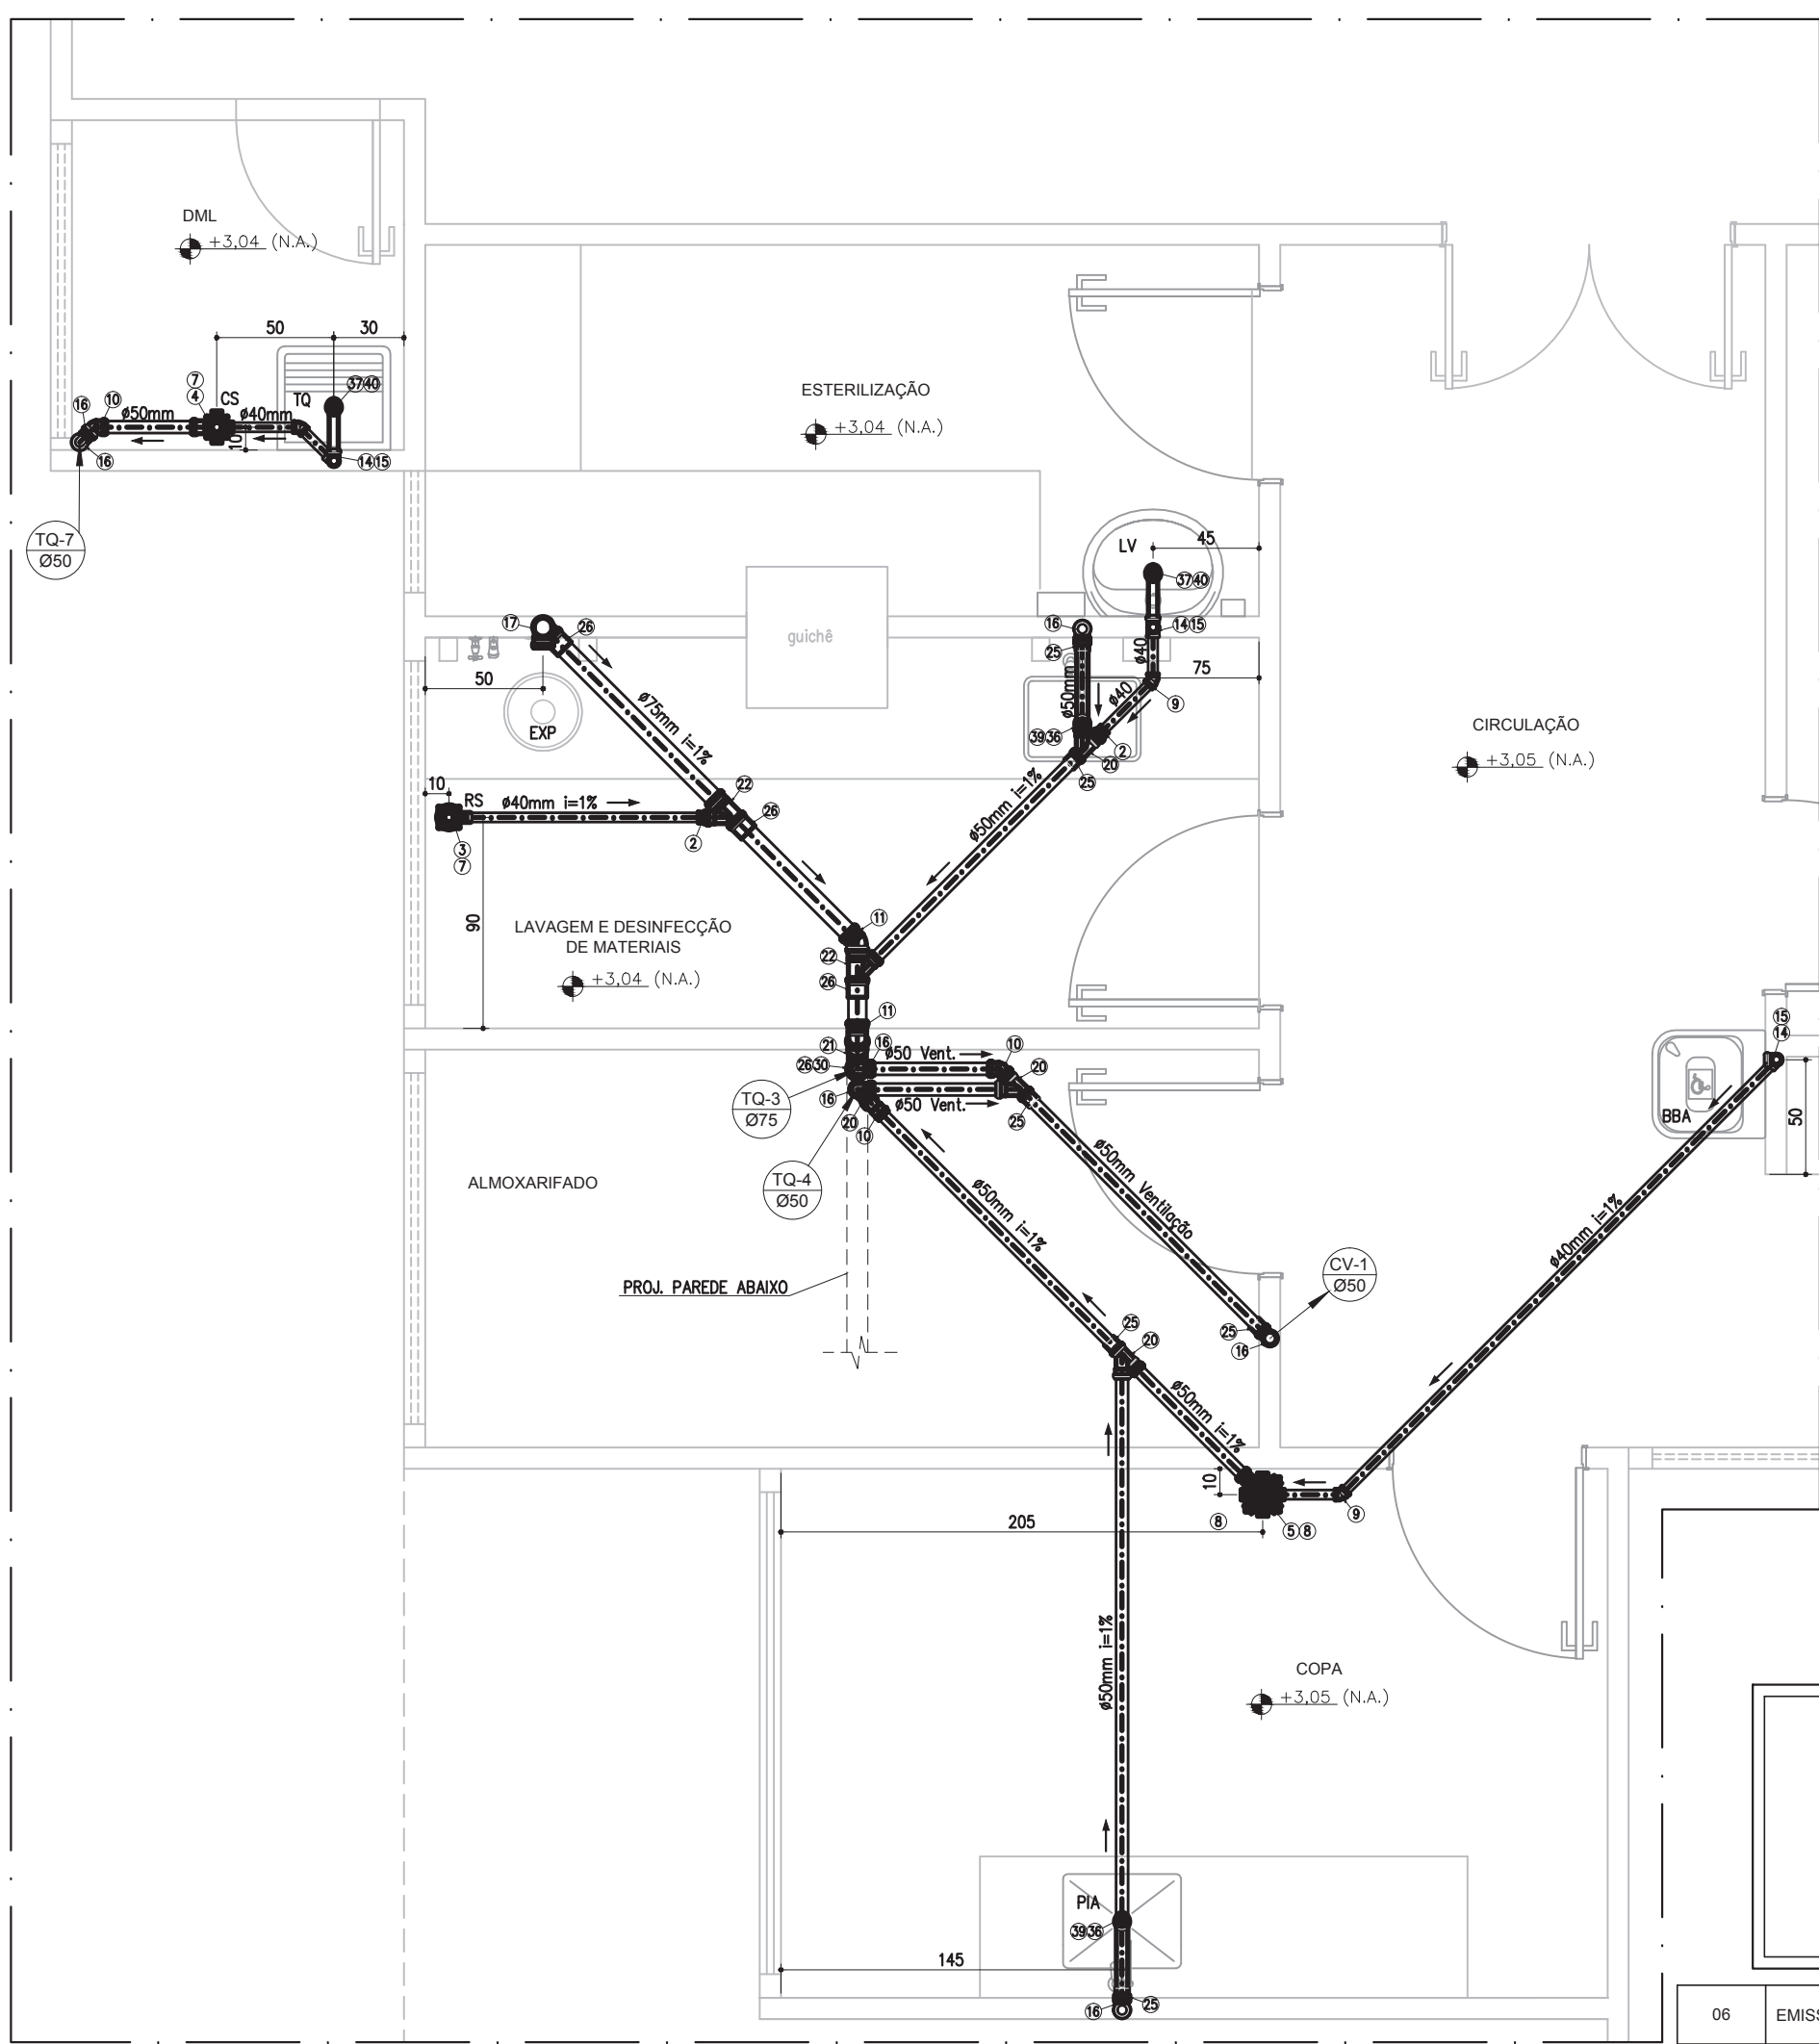 DML
+3,04 (N.A.)
50
30
7
4
CS
TQ
37 40
16
10
ø50mm
ø40mm
10
16
14 15
TQ-7
Ø50
ESTERILIZAÇÃO
+3,04 (N.A.)
LV
45
37 40
14 15
16
25
17
26
guichê
ø40
75
50
ø50mm
ø40
9
EXP
ø75mm i=1%
39 36
2
20
25
CIRCULAÇÃO
+3,05 (N.A.)
10
RS
ø40mm i=1%
22
26
2
3
7
ø50mm i=1%
90
LAVAGEM E DESINFECÇÃO
DE MATERIAIS
+3,04 (N.A.)
11
22
26
11
21
16
ø50 Vent.
10
20
26 30
TQ-3
Ø75
16
ø50 Vent.
25
20
10
TQ-4
Ø50
15
14
BBA
50
ALMOXARIFADO
ø50mm Ventilação
ø50mm i=1%
ø40mm i=1%
PROJ. PAREDE ABAIXO
CV-1
Ø50
25
16
25
20
ø50mm i=1%
10
205
8
5 8
9
ø50mm i=1%
COPA
+3,05 (N.A.)
PIA
39 36
145
16
25
06
EMISS